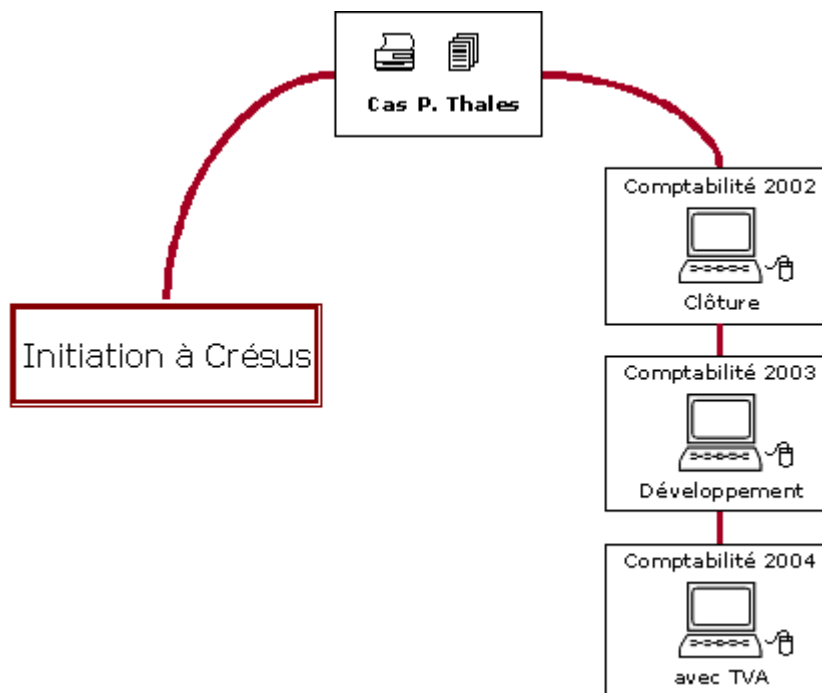 Cas P. Thales
Initiation à Crésus
Comptabilité 2002
Clôture
Comptabilité 2003
Développement
Comptabilité 2004
avec TVA